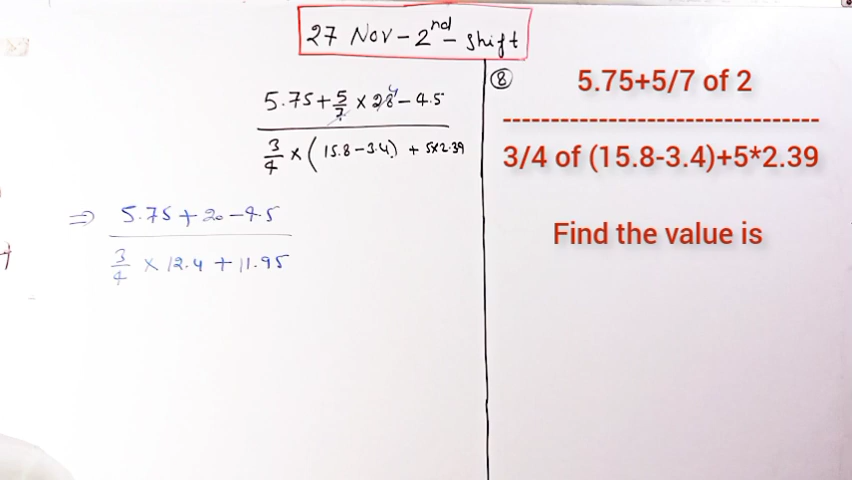 27 Nov - 2nd - shift
5.75 + 5/7 × 28 4 - 4.5
3/4 × ( 15.8 - 3.4 ) + 5×2.39
⇒ 5.75 + 20 - 4.5
3/4 × 12.4 + 11.95
⑧
5.75+5/7 of 2
---------------------------------
3/4 of (15.8-3.4)+5*2.39
Find the value is